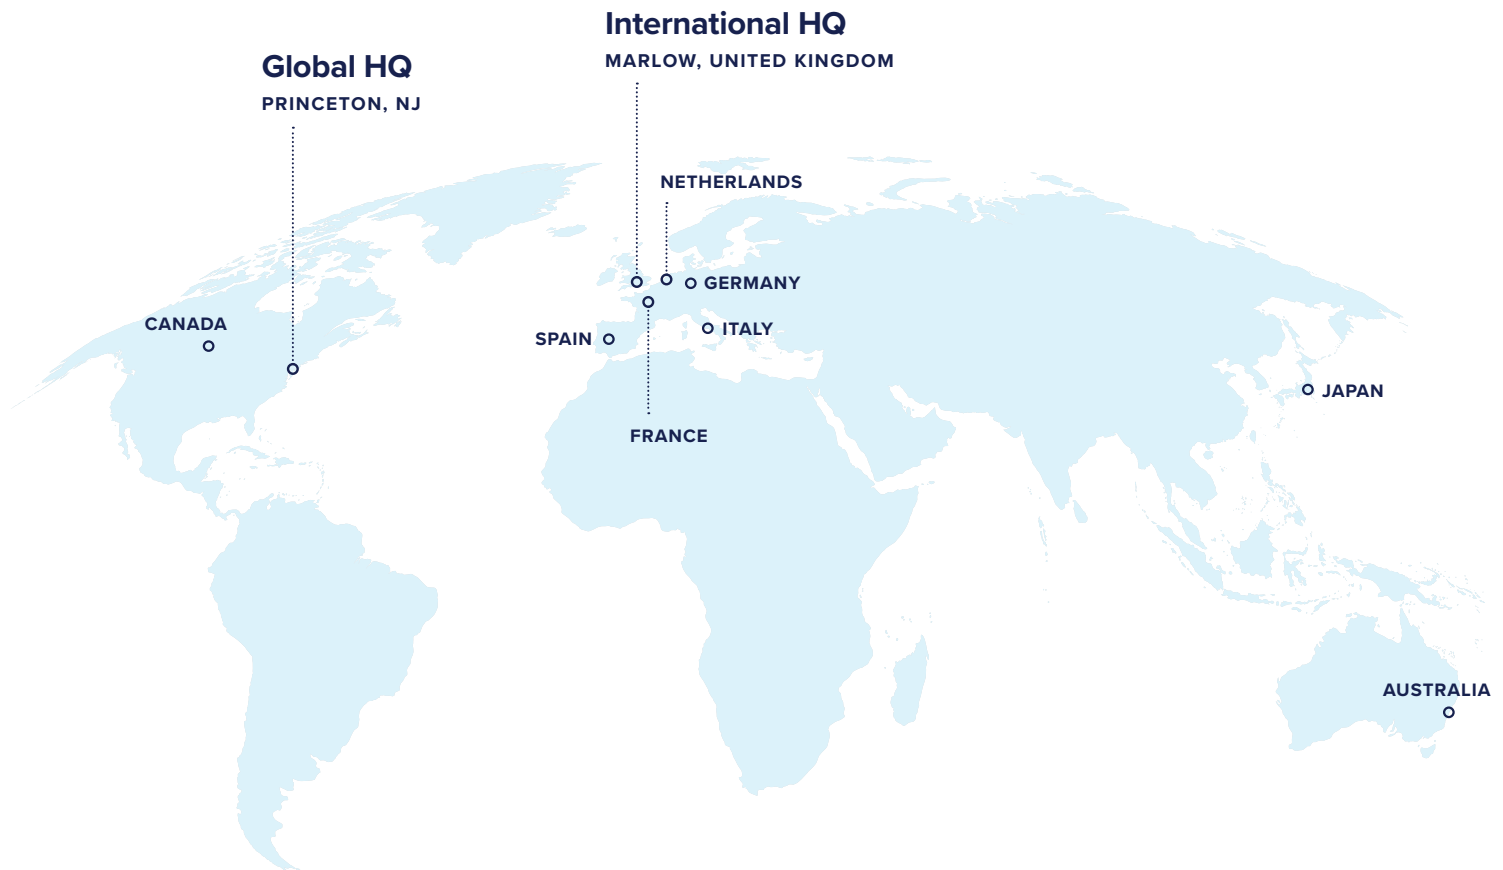 International HQ
MARLOW, UNITED KINGDOM
Global HQ
PRINCETON, NJ
NETHERLANDS
GERMANY
CANADA
ITALY
SPAIN
JAPAN
FRANCE
AUSTRALIA